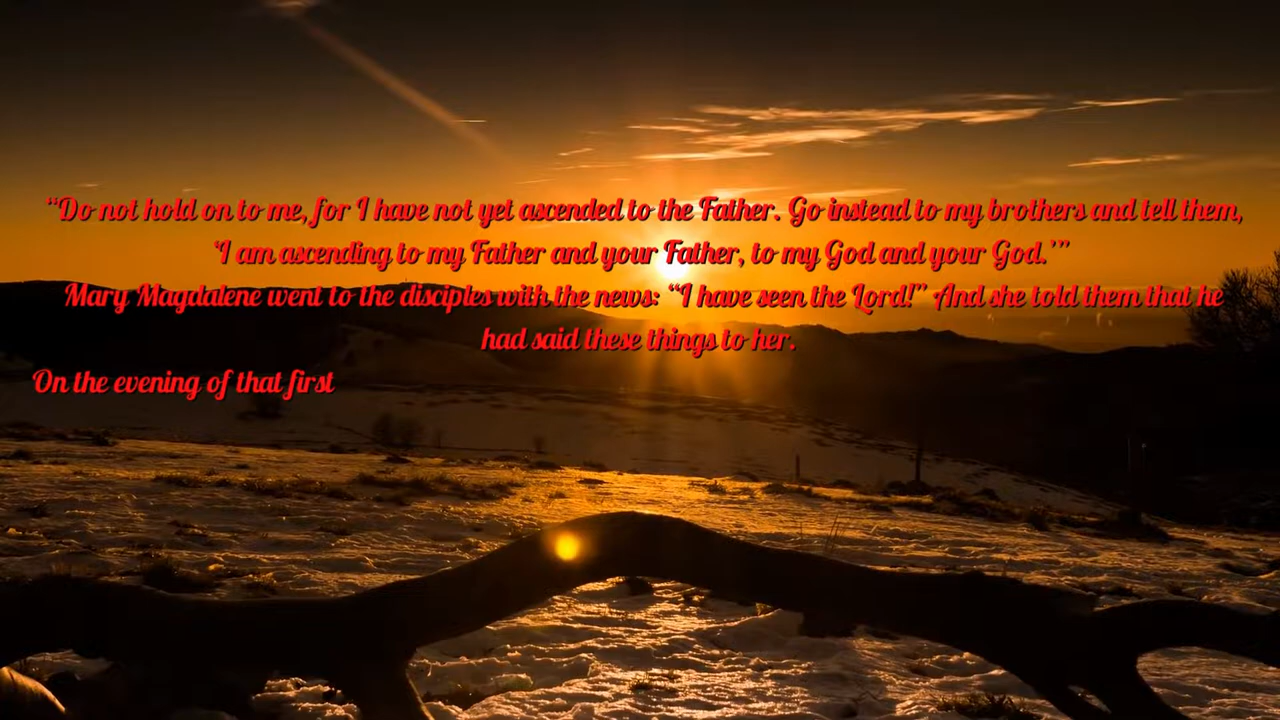 “Do not hold on to me, for I have not yet ascended to the Father. Go instead to my brothers and tell them,
‘I am ascending to my Father and your Father, to my God and your God.’”
Mary Magdalene went to the disciples with the news: “I have seen the Lord!” And she told them that he
had said these things to her.
On the evening of that first